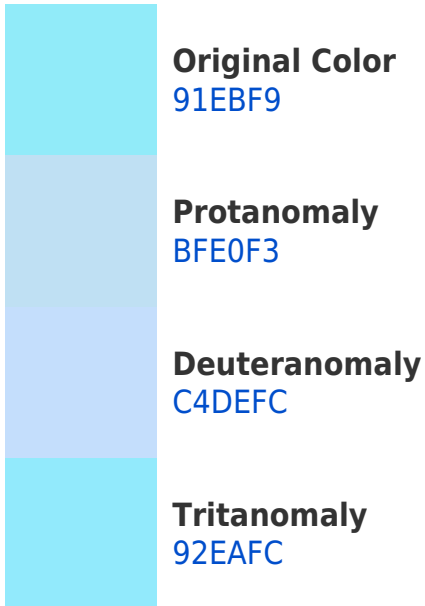 Original Color
91EBF9
Protanomaly
BFE0F3
Deuteranomaly
C4DEFC
Tritanomaly
92EAFC